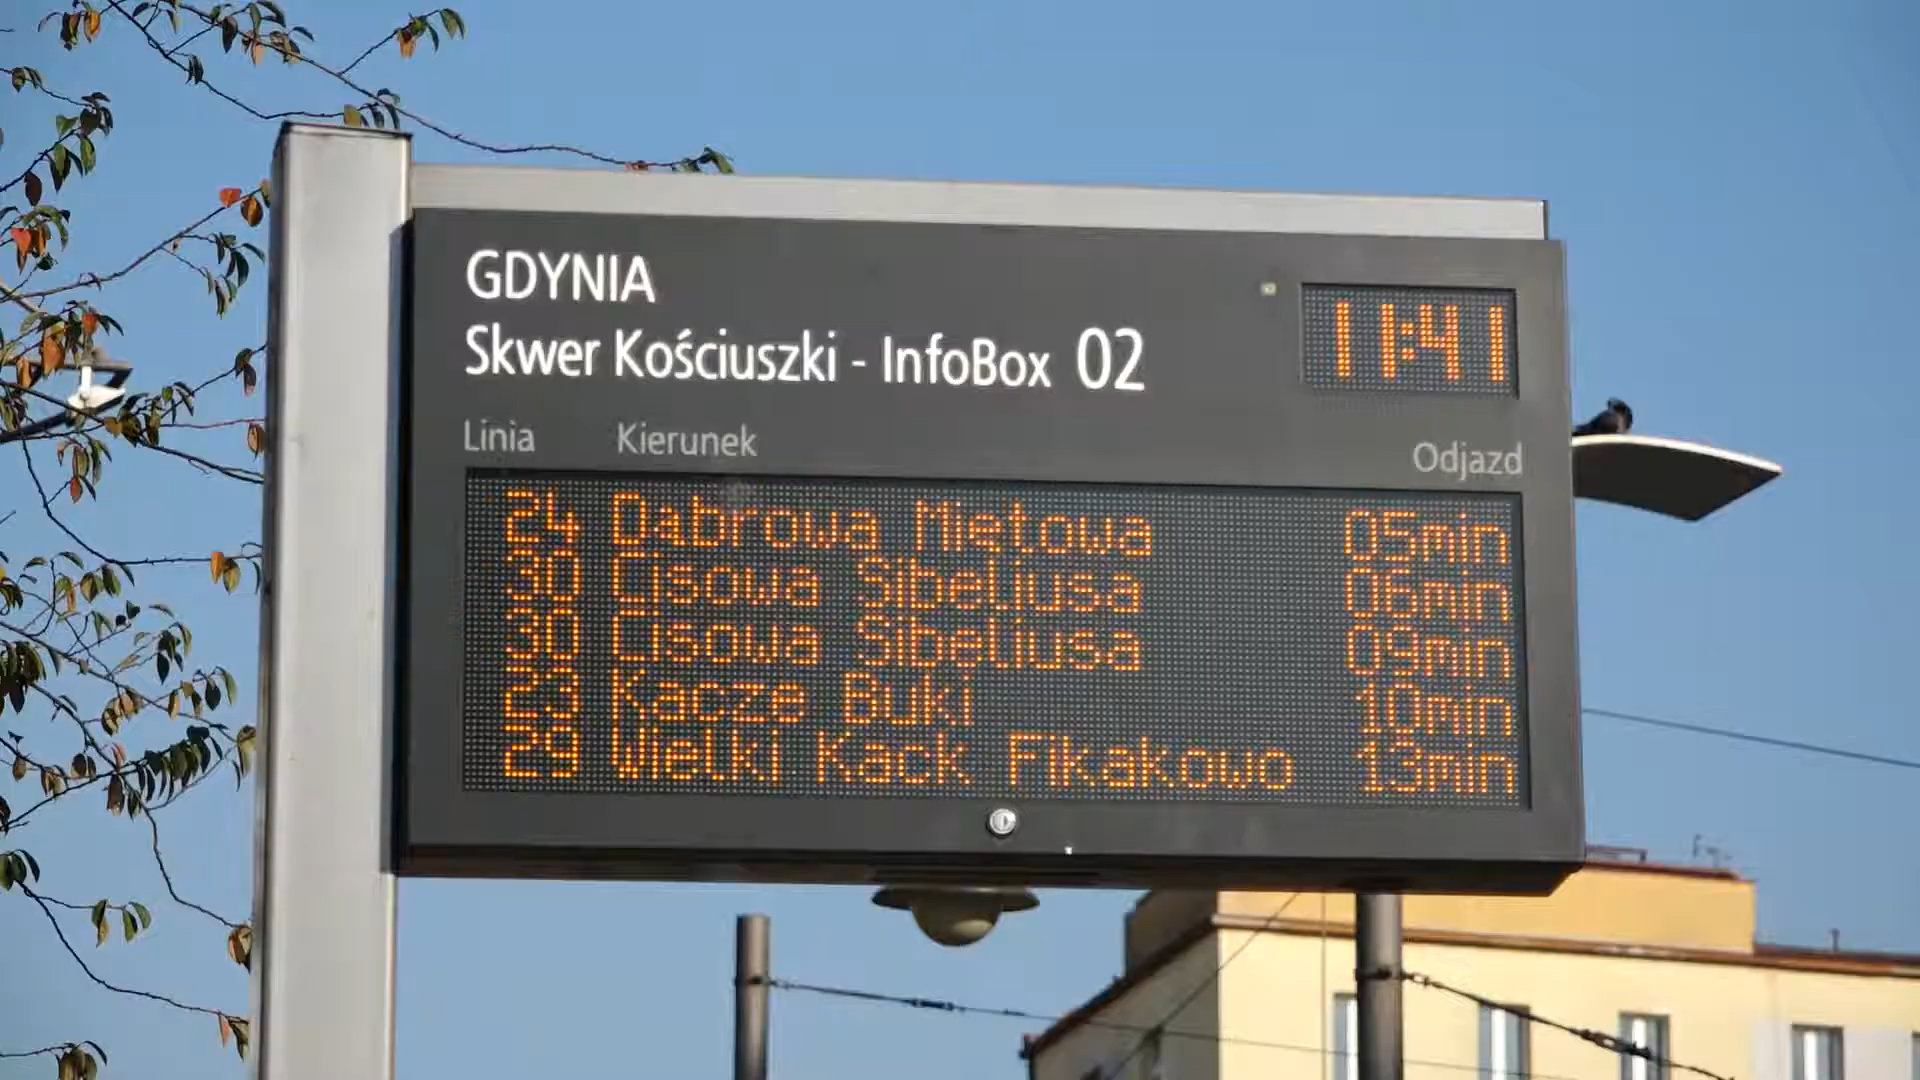 GDYNIA
Skwer Kościuszki - InfoBox 02
11:41
Linia Kierunek Odjazd
24 Dąbrowa Miętowa 05min
30 Cisowa Sibeliusa 06min
30 Cisowa Sibeliusa 09min
23 Kacze Buki 10min
29 Wielki Kack Fikakowo 13min